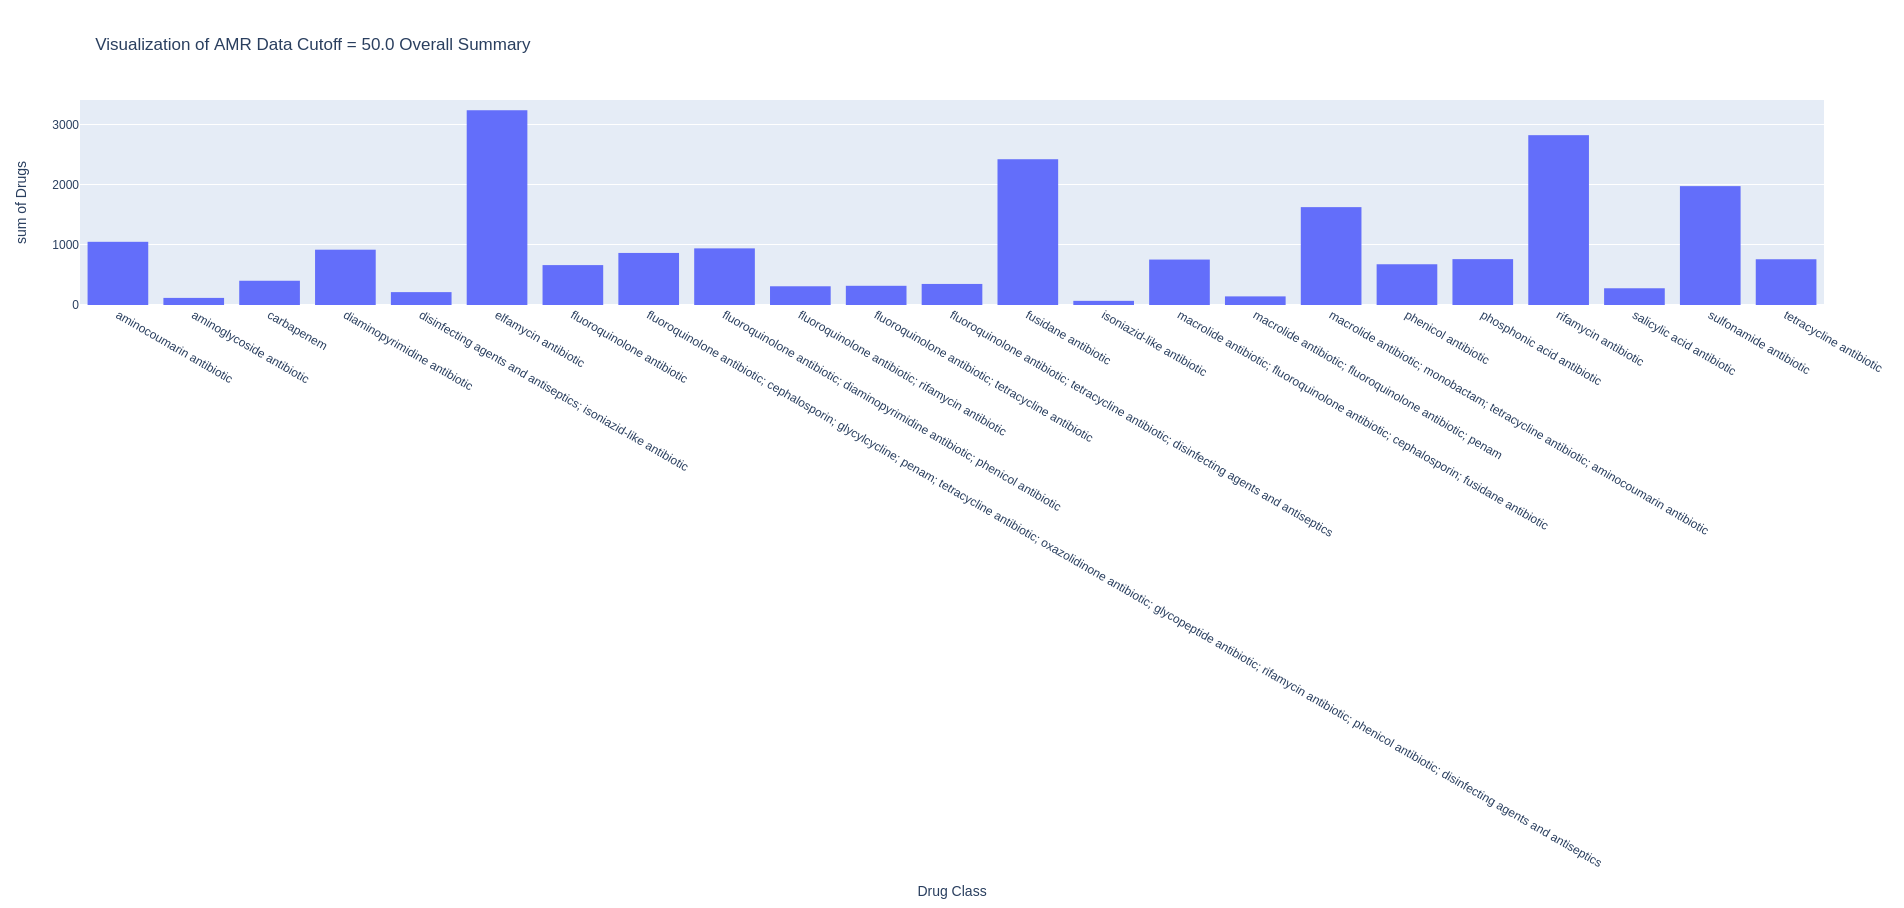 Visualization of AMR Data Cutoff = 50.0 Overall Summary
sum of Drugs
3000
2000
1000
0
aminocoumarin antibiotic
aminoglycoside antibiotic
carbapenem
diaminopyrimidine antibiotic
disinfecting agents and antiseptics; isoniazid-like antibiotic
elfamycin antibiotic
fluoroquinolone antibiotic
fluoroquinolone antibiotic; cephalosporin; glycylcycline; penam; tetracycline antibiotic; oxazolidinone antibiotic; glycopeptide antibiotic; rifamycin antibiotic; phenicol antibiotic; disinfecting agents and antiseptics
fluoroquinolone antibiotic; diaminopyrimidine antibiotic; phenicol antibiotic
fluoroquinolone antibiotic; rifamycin antibiotic
fluoroquinolone antibiotic; tetracycline antibiotic
fluoroquinolone antibiotic; tetracycline antibiotic; disinfecting agents and antiseptics
fusidane antibiotic
isoniazid-like antibiotic
macrolide antibiotic; fluoroquinolone antibiotic; cephalosporin; fusidane antibiotic
macrolide antibiotic; fluoroquinolone antibiotic; penam
macrolide antibiotic; monobactam; tetracycline antibiotic; aminocoumarin antibiotic
phenicol antibiotic
phosphonic acid antibiotic
rifamycin antibiotic
salicylic acid antibiotic
sulfonamide antibiotic
tetracycline antibiotic
Drug Class